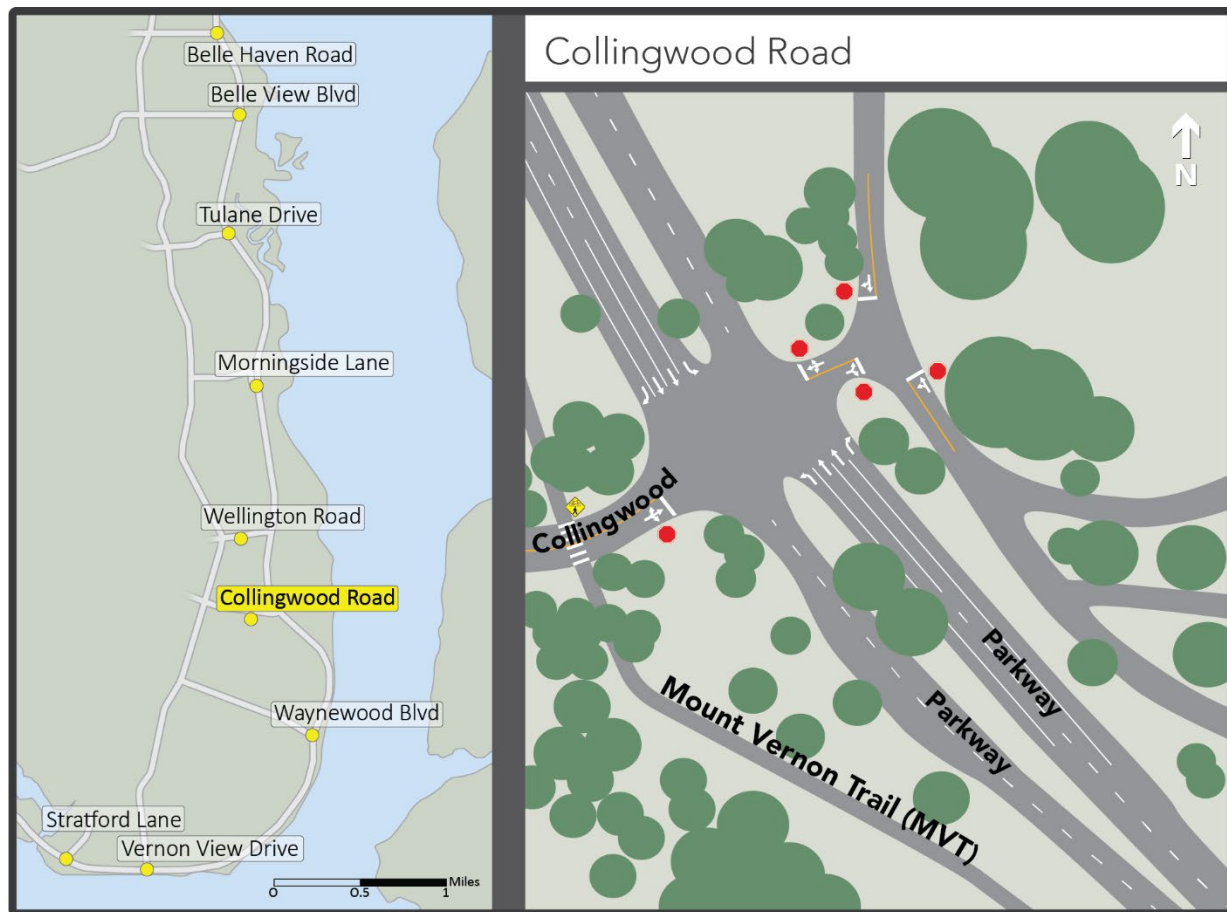 Belle Haven Road
Belle View Blvd
Tulane Drive
Morningside Lane
Wellington Road
Collingwood Road
Waynewood Blvd
Stratford Lane
Vernon View Drive
Miles
0 0.5 1
Collingwood Road
N
Collingwood
Parkway
Parkway
Mount Vernon Trail (MVT)